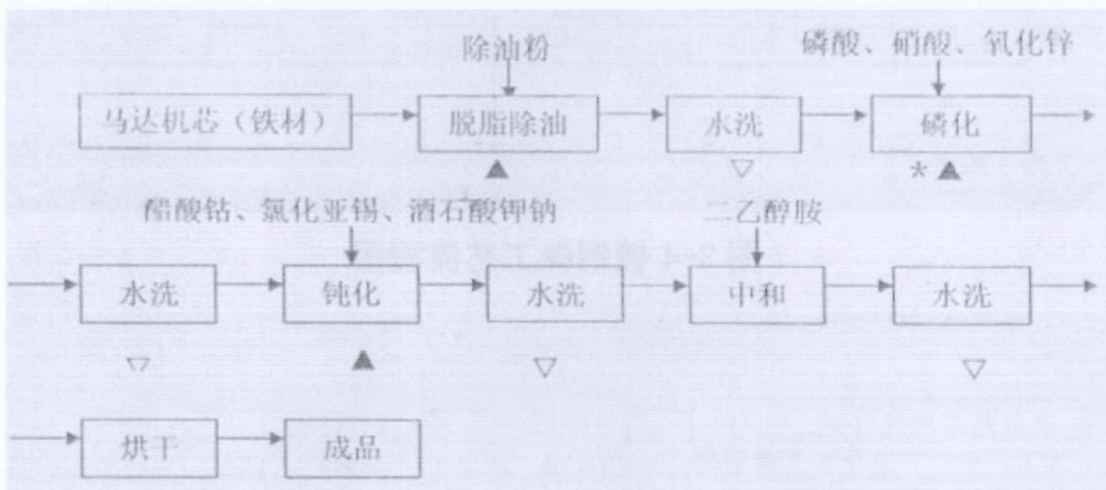 除油粉
磷酸、硝酸、氧化锌
马达机芯（铁材）
脱脂除油
水洗
磷化
*
醋酸钴、氯化亚锡、酒石酸钾钠
二乙醇胺
水洗
钝化
水洗
中和
水洗
烘干
成品